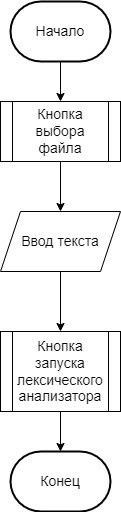 Начало
Кнопка
выбора
файла
Ввод текста
Кнопка
запуска
лексического
анализатора
Конец